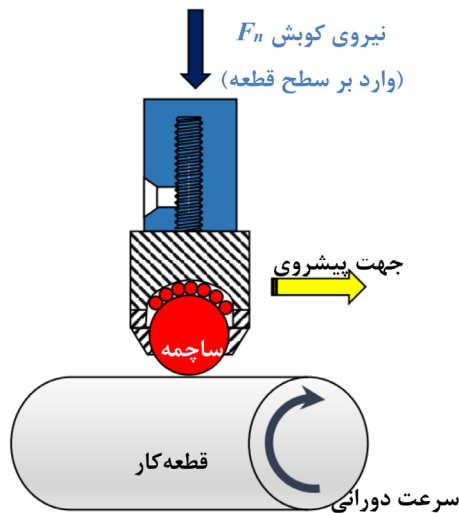 نیروی کوبش Fn
(وارد بر سطح قطعه)
جهت پیشروی
ساچمه
قطعه‌کار
سرعت دورانی